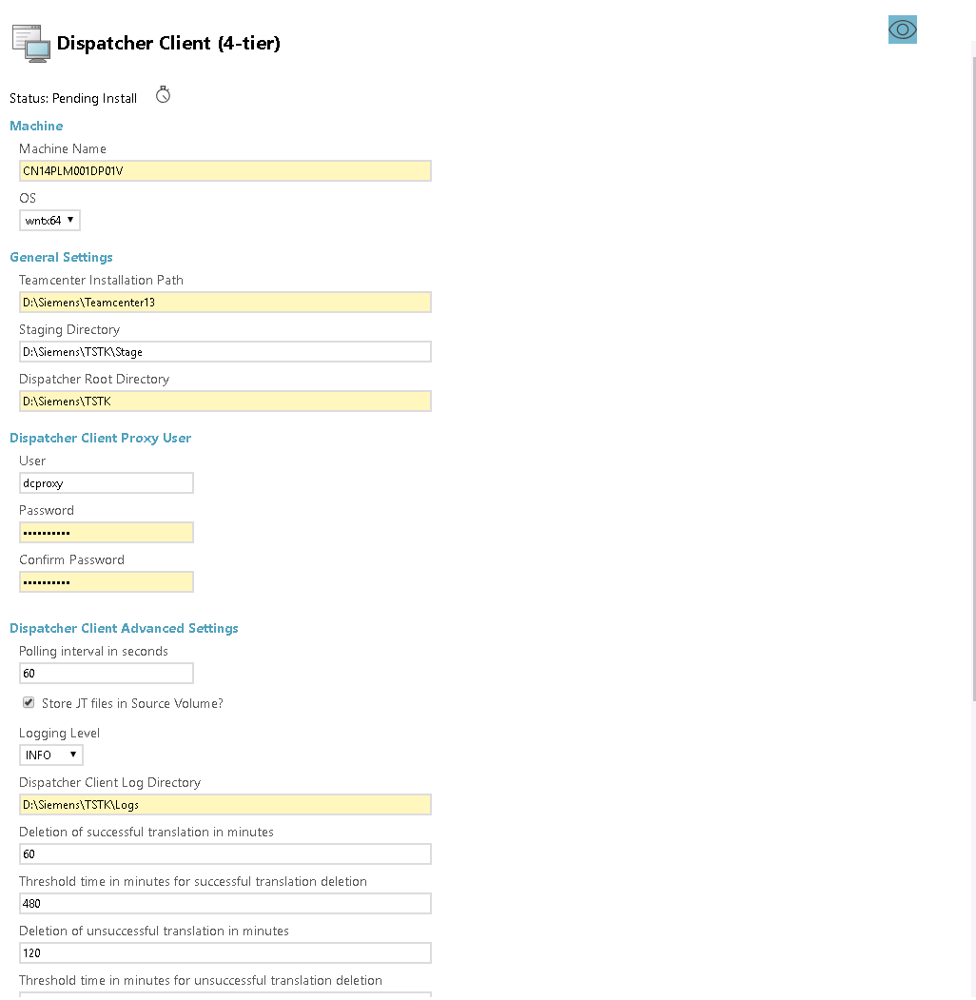 Dispatcher Client (4-tier)
Status: Pending Install
Machine
Machine Name
CN14PLM001DP01V
OS
wntx64
General Settings
Teamcenter Installation Path
D:\Siemens\Teamcenter13
Staging Directory
D:\Siemens\TSTK\Stage
Dispatcher Root Directory
D:\Siemens\TSTK
Dispatcher Client Proxy User
User
dcproxy
Password
••••••••••
Confirm Password
••••••••••
Dispatcher Client Advanced Settings
Polling interval in seconds
60
Store JT files in Source Volume?
Logging Level
INFO
Dispatcher Client Log Directory
D:\Siemens\TSTK\Logs
Deletion of successful translation in minutes
60
Threshold time in minutes for successful translation deletion
480
Deletion of unsuccessful translation in minutes
120
Threshold time in minutes for unsuccessful translation deletion